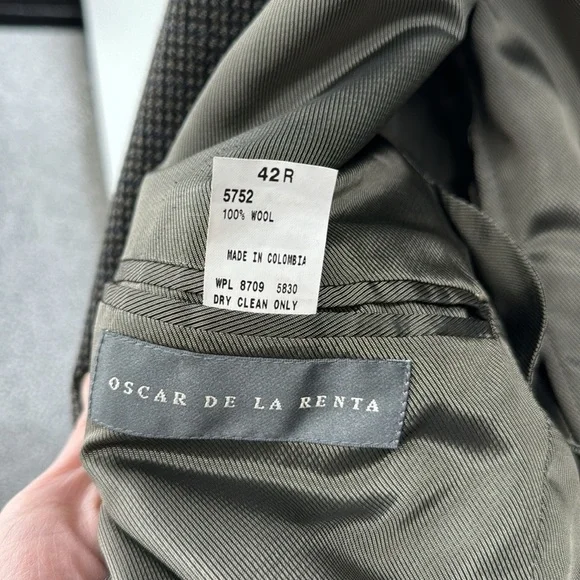 42R
5752
100% WOOL
MADE IN COLOMBIA
WPL 8709 5830
DRY CLEAN ONLY
OSCAR DE LA RENTA